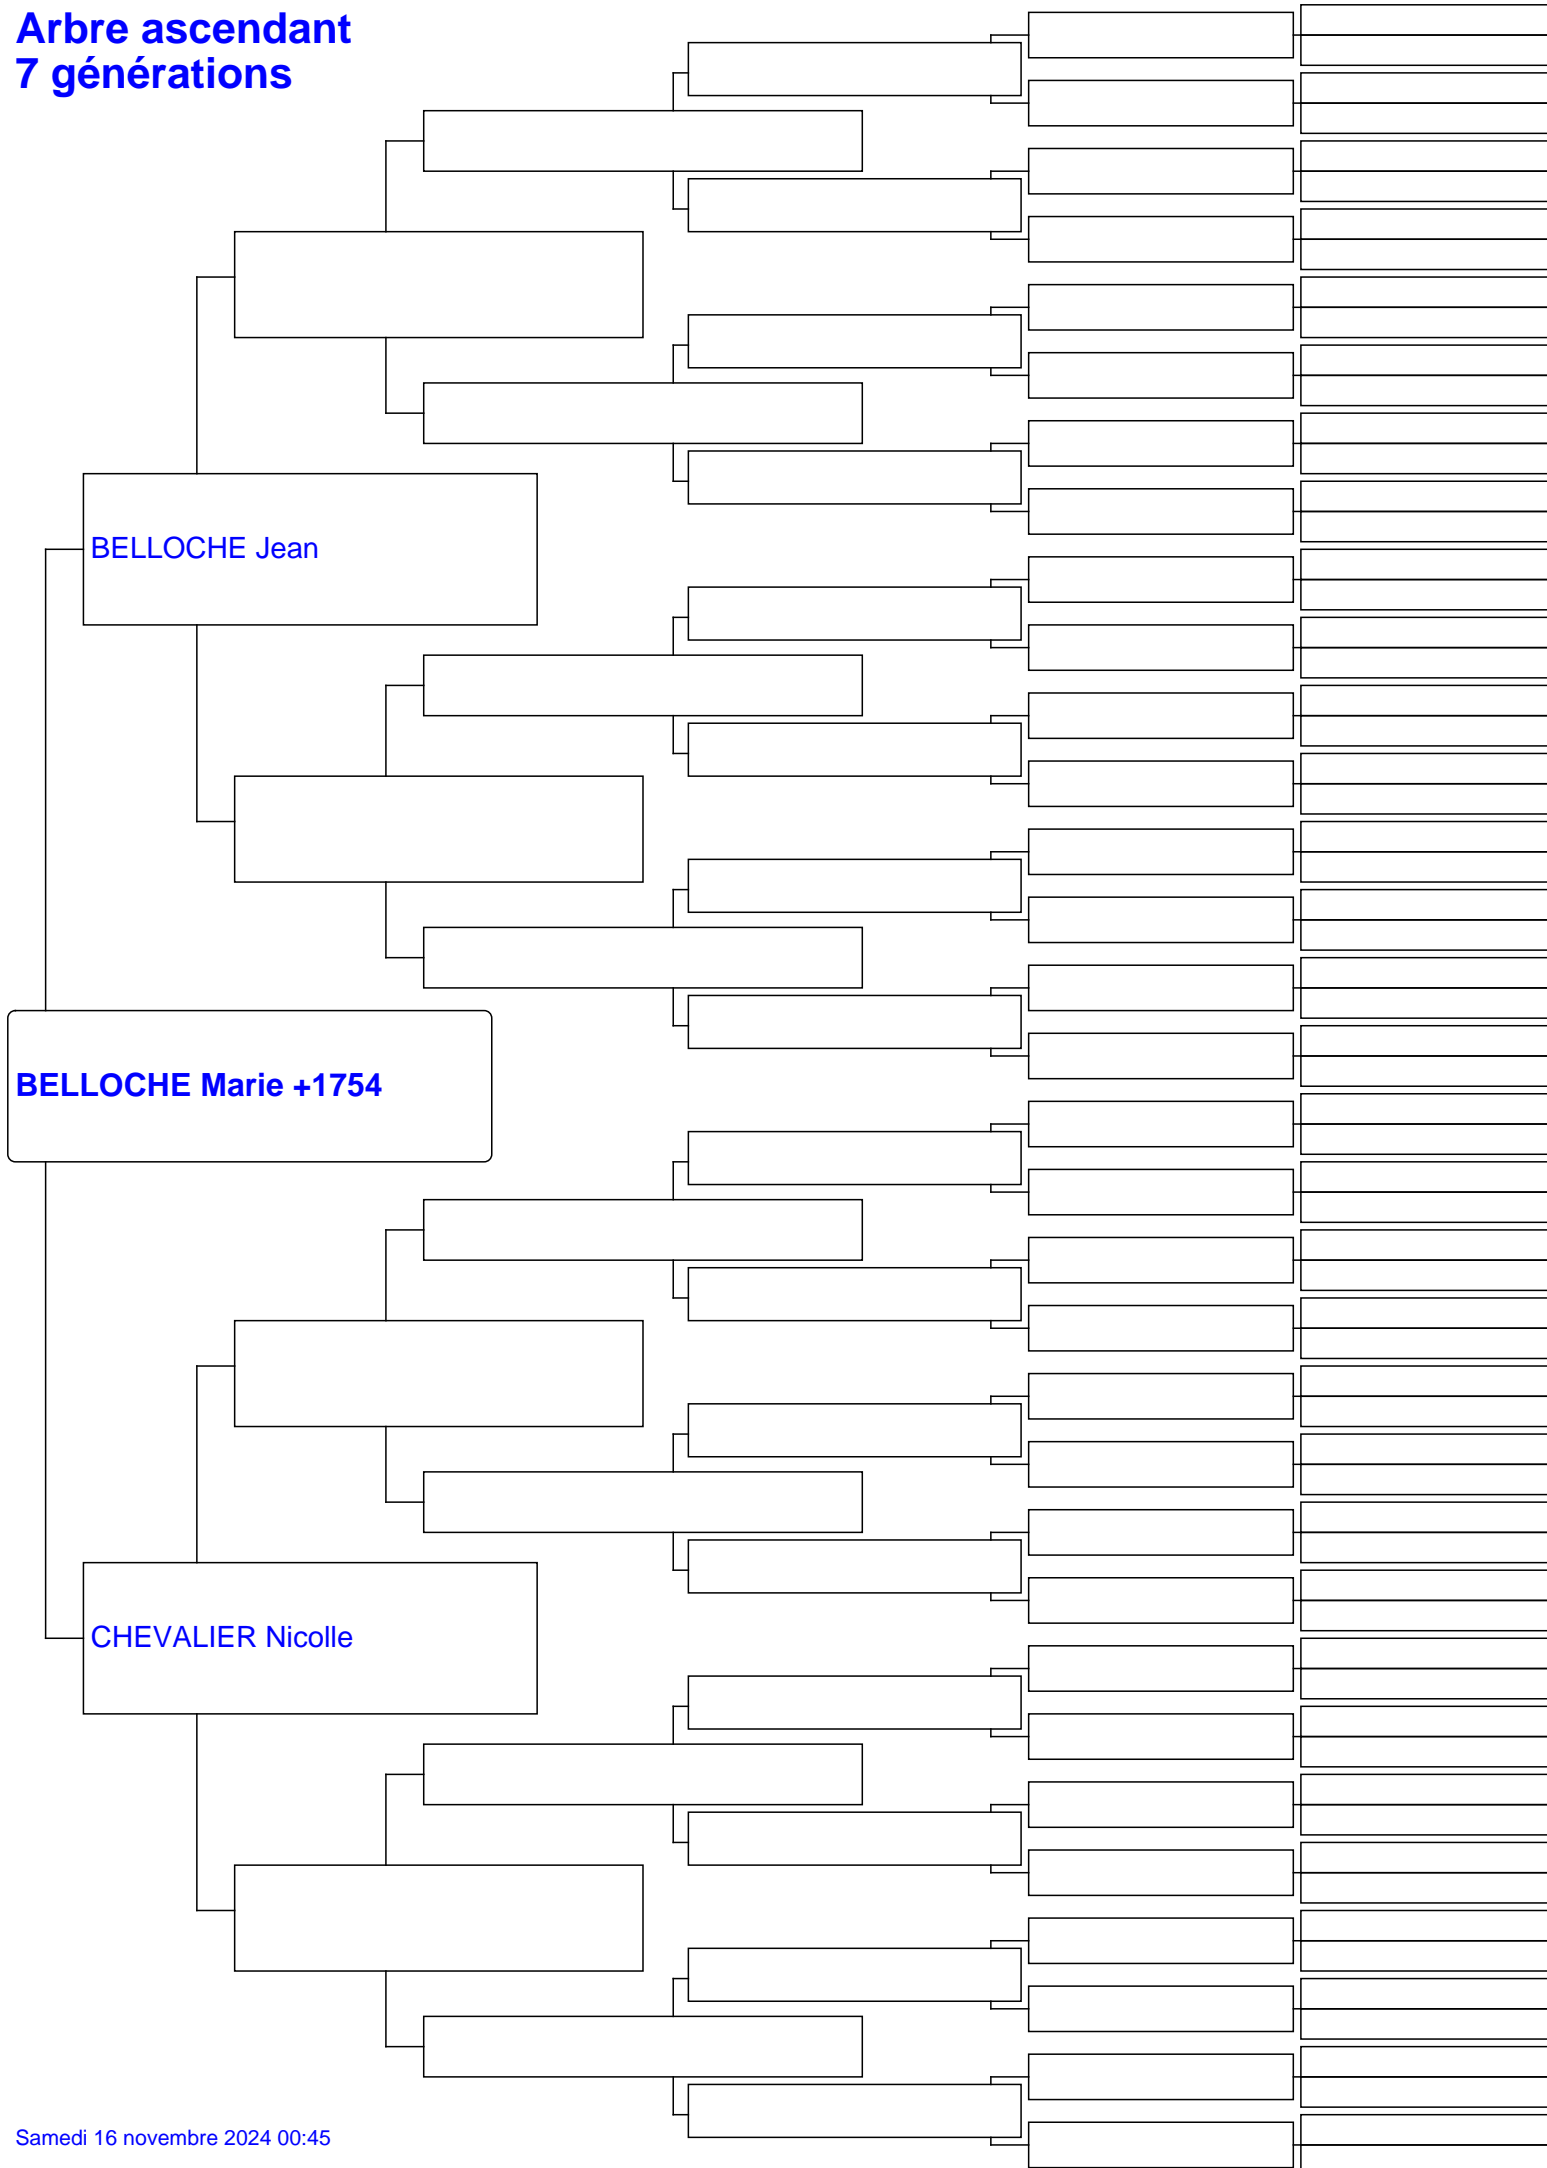 Arbre ascendant
7 générations
BELLOCHE Jean
BELLOCHE Marie +1754
CHEVALIER Nicolle
Samedi 16 novembre 2024 00:45